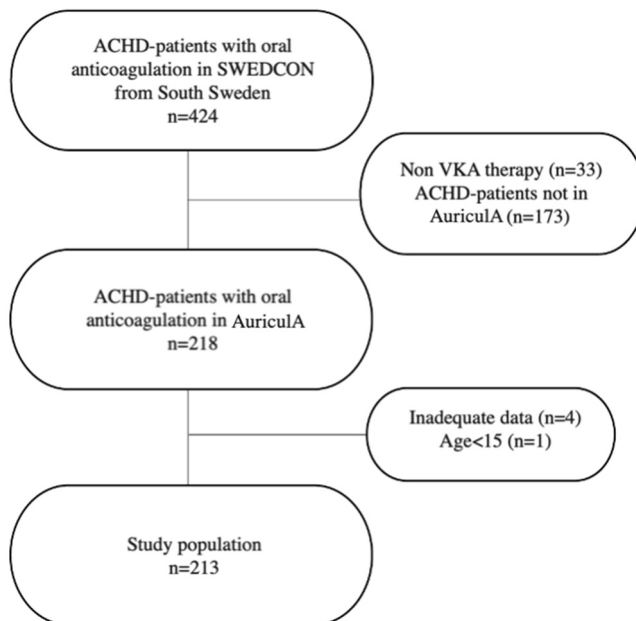 ACHD-patients with oral
anticoagulation in SWEDCON
from South Sweden
n=424
Non VKA therapy (n=33)
ACHD-patients not in
AuriculA (n=173)
ACHD-patients with oral
anticoagulation in AuriculA
n=218
Inadequate data (n=4)
Age<15 (n=1)
Study population
n=213